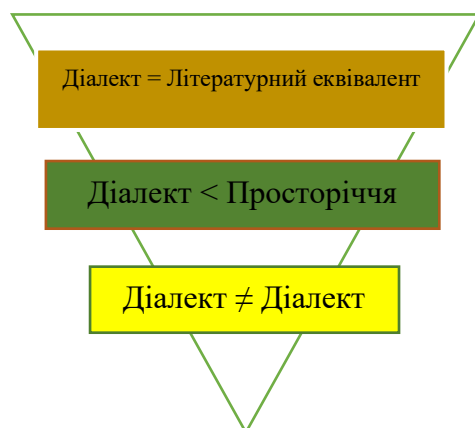 Діалект = Літературний еквівалент
Діалект < Просторіччя
Діалект ≠ Діалект